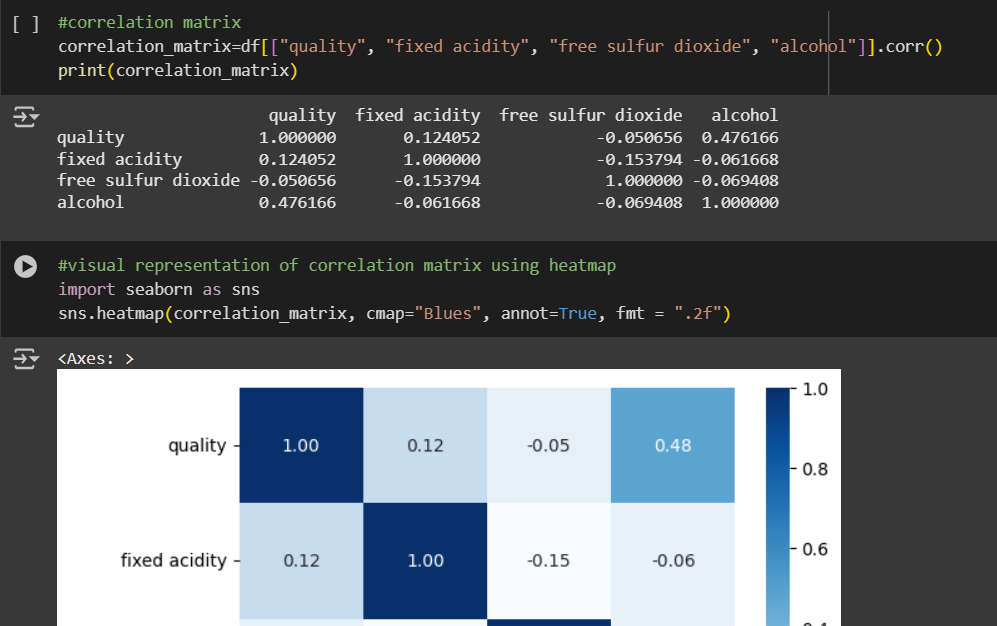 [ ] #correlation matrix
correlation_matrix=df[["quality", "fixed acidity", "free sulfur dioxide", "alcohol"]].corr()
print(correlation_matrix)
quality fixed acidity free sulfur dioxide alcohol
quality 1.000000 0.124052 -0.050656 0.476166
fixed acidity 0.124052 1.000000 -0.153794 -0.061668
free sulfur dioxide -0.050656 -0.153794 1.000000 -0.069408
alcohol 0.476166 -0.061668 -0.069408 1.000000
#visual representation of correlation matrix using heatmap
import seaborn as sns
sns.heatmap(correlation_matrix, cmap="Blues", annot=True, fmt = ".2f")
<Axes: >
1.0
quality 1.00 0.12 -0.05 0.48
0.8
0.6
fixed acidity 0.12 1.00 -0.15 -0.06